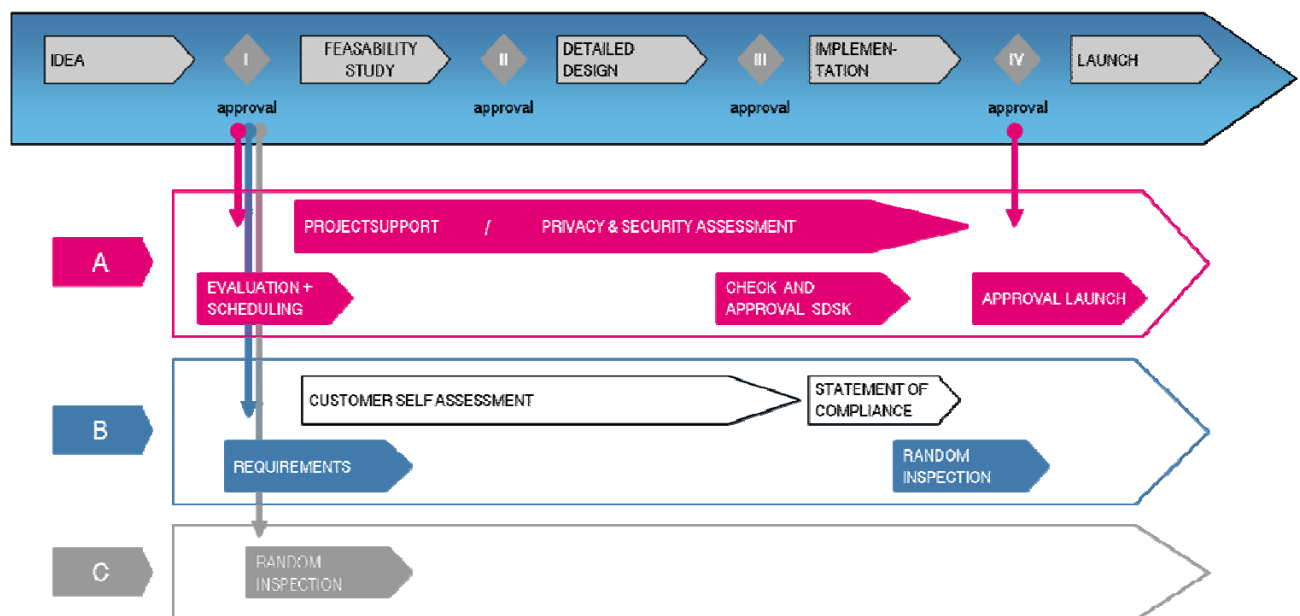 IDEA
I
FEASABILITY
STUDY
II
DETAILED
DESIGN
III
IMPLEMEN-
TATION
IV
LAUNCH
approval
approval
approval
approval
A
PROJECTSUPPORT / PRIVACY & SECURITY ASSESSMENT
EVALUATION +
SCHEDULING
CHECK AND
APPROVAL SDSK
APPROVAL LAUNCH
B
CUSTOMER SELF ASSESSMENT
STATEMENT OF
COMPLIANCE
REQUIREMENTS
RANDOM
INSPECTION
C
RANDOM
INSPECTION